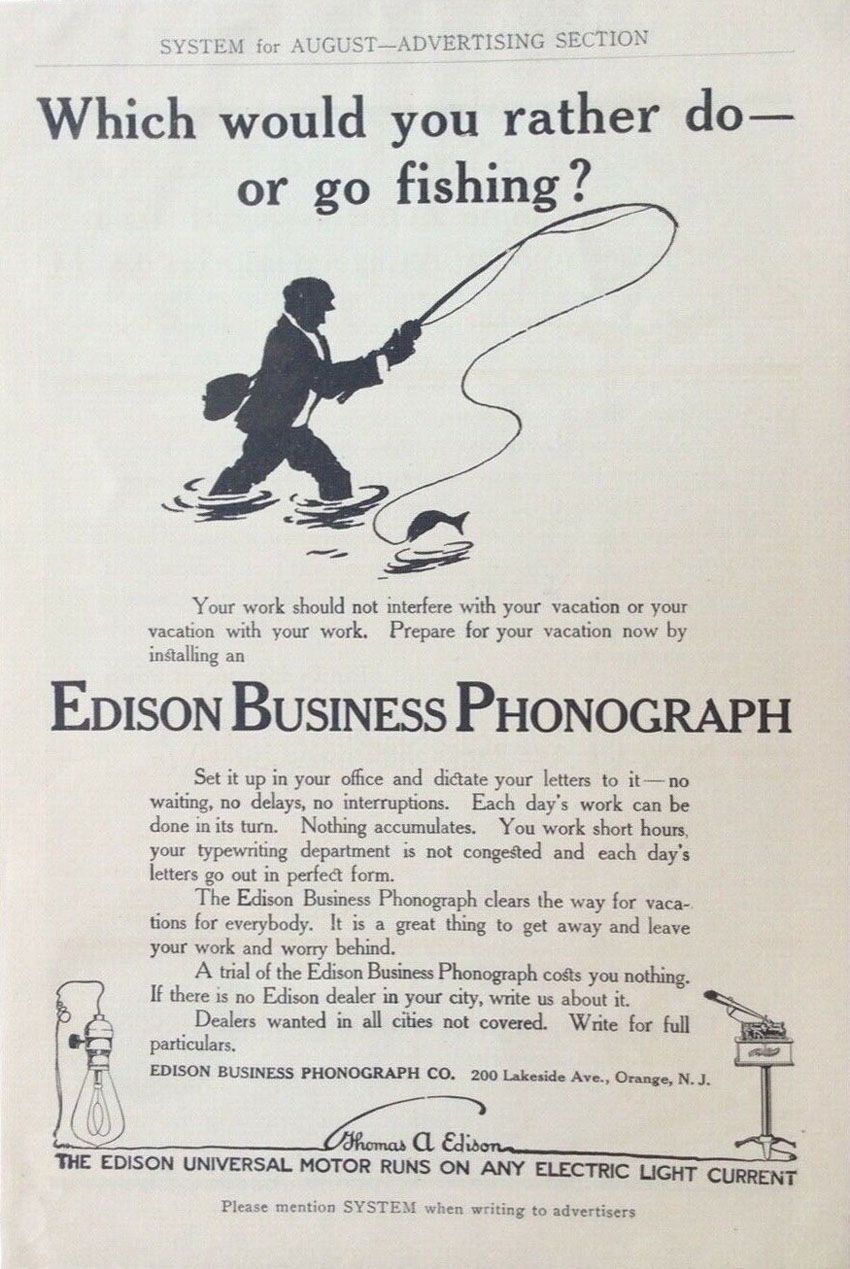 SYSTEM for AUGUST—ADVERTISING SECTION
Which would you rather do—
or go fishing?
Your work should not interfere with your vacation or your
vacation with your work. Prepare for your vacation now by
installing an
EDISON BUSINESS PHONOGRAPH
Set it up in your office and dictate your letters to it—no
waiting, no delays, no interruptions. Each day's work can be
done in its turn. Nothing accumulates. You work short hours,
your typewriting department is not congested and each day's
letters go out in perfect form.
The Edison Business Phonograph clears the way for vaca-
tions for everybody. It is a great thing to get away and leave
your work and worry behind.
A trial of the Edison Business Phonograph costs you nothing.
If there is no Edison dealer in your city, write us about it.
Dealers wanted in all cities not covered. Write for full
particulars.
EDISON BUSINESS PHONOGRAPH CO. 200 Lakeside Ave., Orange, N. J.
Thomas A Edison
THE EDISON UNIVERSAL MOTOR RUNS ON ANY ELECTRIC LIGHT CURRENT
Please mention SYSTEM when writing to advertisers